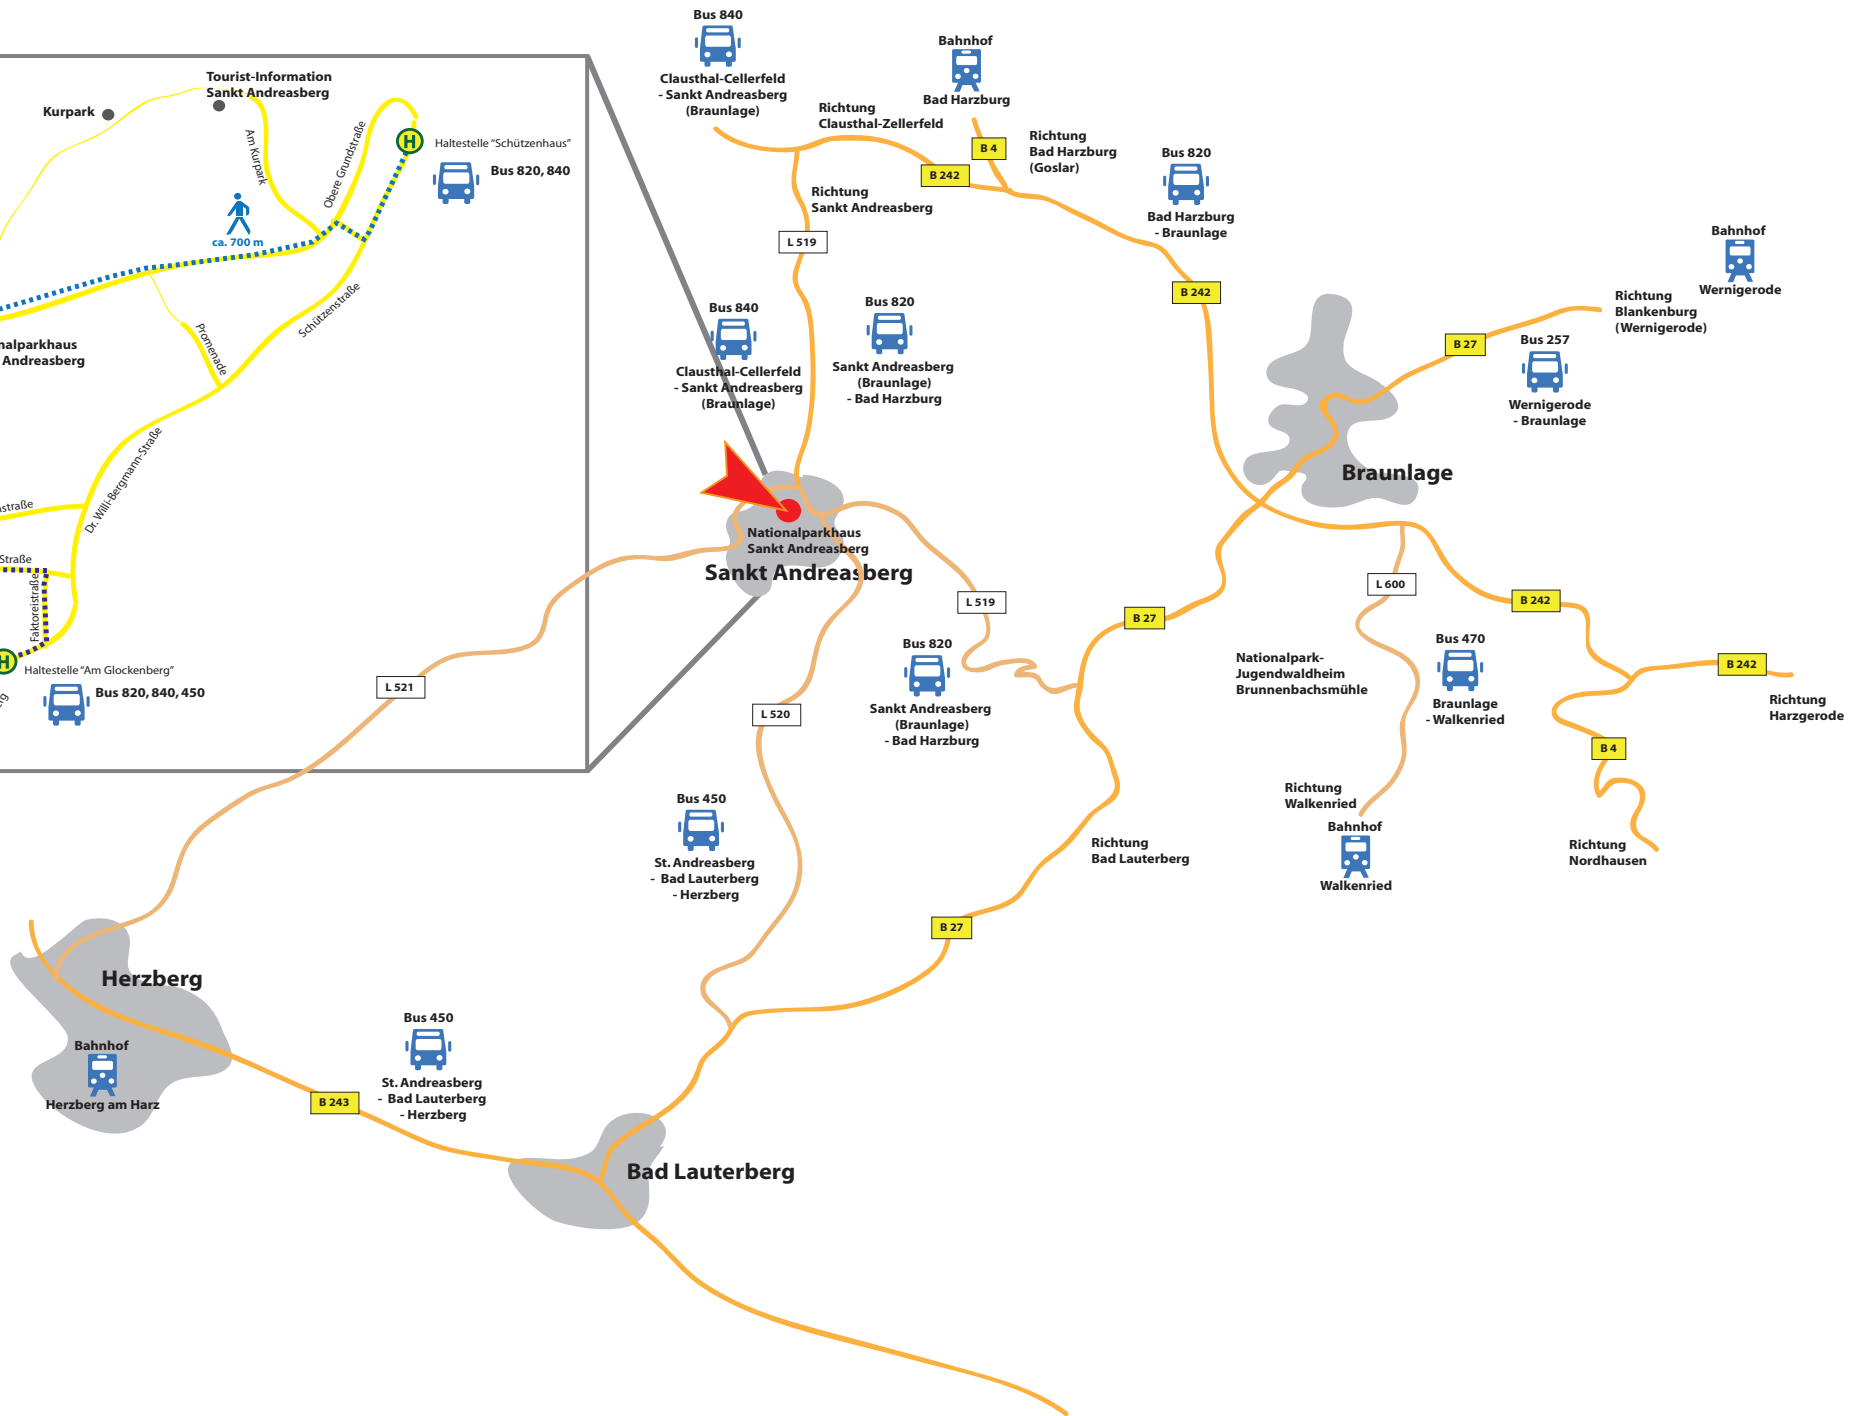 Tourist-Information
Sankt Andreasberg
Kurpark
Am Kurpark
Obere Grundstraße
H
Haltestelle "Schützenhaus"
Bus 820, 840
ca. 700 m
Promenade
Schützenstraße
nalparkhaus
Andreasberg
Dr. Willi-Bergmann-Straße
straße
Straße
Faktoreistraße
H
Haltestelle "Am Glockenberg"
Bus 820, 840, 450
Bus 840
Clausthal-Cellerfeld
- Sankt Andreasberg
(Braunlage)
Bahnhof
Bad Harzburg
Richtung
Clausthal-Zellerfeld
B 4
Richtung
Bad Harzburg
(Goslar)
B 242
Richtung
Sankt Andreasberg
L 519
Bus 820
Bad Harzburg
- Braunlage
B 242
Bahnhof
Wernigerode
Richtung
Blankenburg
(Wernigerode)
B 27
Bus 257
Wernigerode
- Braunlage
Bus 840
Clausthal-Cellerfeld
- Sankt Andreasberg
(Braunlage)
Bus 820
Sankt Andreasberg
(Braunlage)
- Bad Harzburg
Braunlage
Nationalparkhaus
Sankt Andreasberg
Sankt Andreasberg
L 519
L 600
B 27
B 242
L 521
L 520
Bus 820
Sankt Andreasberg
(Braunlage)
- Bad Harzburg
Nationalpark-
Jugendwaldheim
Brunnenbachsmühle
Bus 470
Braunlage
- Walkenried
B 242
Richtung
Harzgerode
B 4
Richtung
Walkenried
Bahnhof
Walkenried
Richtung
Nordhausen
Bus 450
St. Andreasberg
- Bad Lauterberg
- Herzberg
Richtung
Bad Lauterberg
B 27
Herzberg
Bahnhof
Herzberg am Harz
B 243
Bus 450
St. Andreasberg
- Bad Lauterberg
- Herzberg
Bad Lauterberg